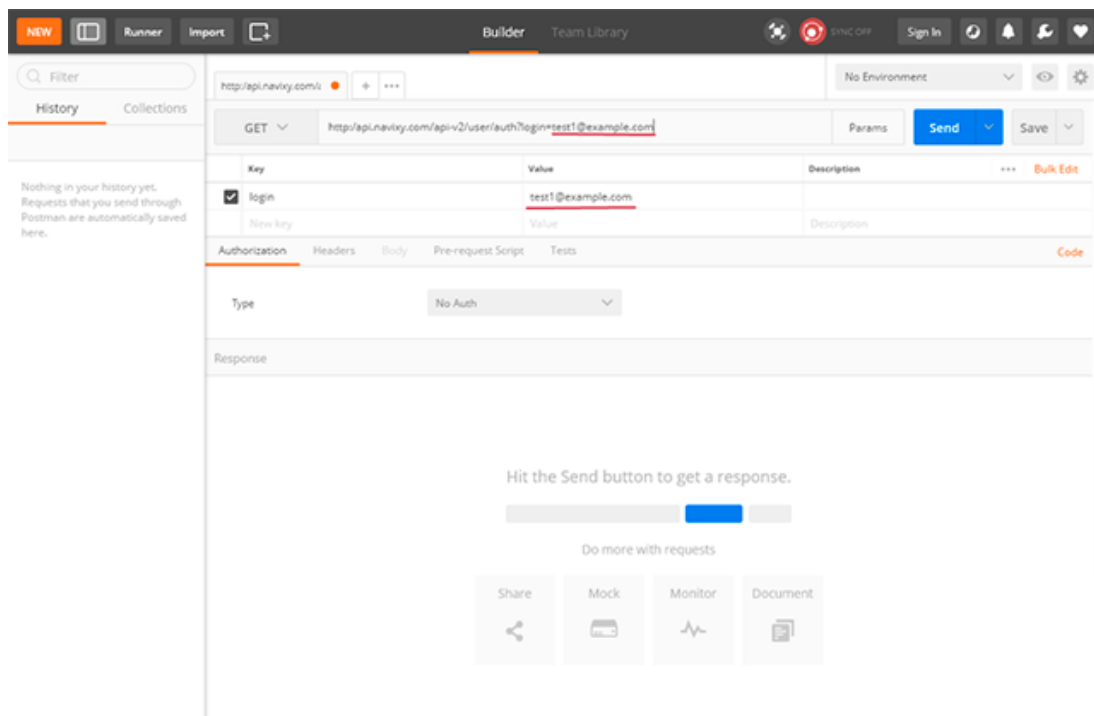 NEW Runner Import Builder Team Library SYNC OFF Sign In
Filter
History Collections
Nothing in your history yet.
Requests that you send through
Postman are automatically saved
here.
http:/api.navixy.com/a + ••• No Environment
GET http:/api.navixy.com/api-v2/user/auth?login=test1@example.com Params Send Save
Key Value Description ••• Bulk Edit
login test1@example.com
New key Value Description
Authorization Headers Body Pre-request Script Tests Code
Type No Auth
Response
Hit the Send button to get a response.
Do more with requests
Share Mock Monitor Document